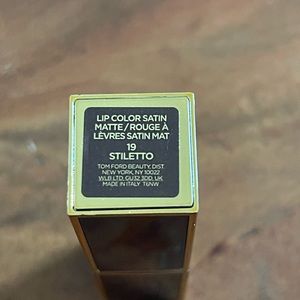 LIP COLOR SATIN
MATTE/ROUGE À
LÈVRES SATIN MAT
19
STILETTO
TOM FORD BEAUTY, DIST.
NEW YORK, NY 10022
WLB LTD, GU32 3DD, UK
MADE IN ITALY